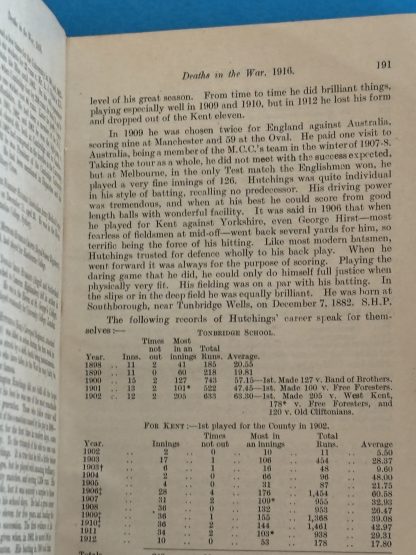 Deaths in the War, 1916. 191
level of his great season. From time to time he did brilliant things,
playing especially well in 1909 and 1910, but in 1912 he lost his form
and dropped out of the Kent eleven.
In 1909 he was chosen twice for England against Australia,
scoring nine at Manchester and 59 at the Oval. He paid one visit to
Australia, being a member of the M.C.C.'s team in the winter of 1907-8.
Taking the tour as a whole, he did not meet with the success expected,
but at Melbourne, in the only Test match the Englishmen won, he
played a very fine innings of 126. Hutchings was quite individual
in his style of batting, recalling no predecessor. His driving power
was tremendous, and when at his best he could score from good
length balls with wonderful facility. It was said in 1906 that when
he played for Kent against Yorkshire, even George Hirst—most
fearless of fieldsmen at mid-off—went back several yards for him, so
terrific being the force of his hitting. Like most modern batsmen,
Hutchings trusted for defence wholly to his back play. When he
went forward it was always for the purpose of scoring. Playing the
daring game that he did, he could only do himself full justice when
physically very fit. His fielding was on a par with his batting. In
the slips or in the deep field he was equally brilliant. He was born at
Southborough, near Tunbridge Wells, on December 7, 1882. S.H.P.
The following records of Hutchings' career speak for them-
selves :—
TONBRIDGE SCHOOL.
Times Most
not in an Total
Year. Inns. out innings Runs. Average.
1898 .. 11 2 41 185 20.55
1899 .. 11 0 60 218 19.81
1900 .. 15 2 127 743 57.15—1st. Made 127 v. Band of Brothers.
1901 .. 13 2 101* 522 47.45—1st. Made 100 v. Free Foresters.
1902 .. 12 2 205 633 63.30—1st. Made 205 v. West Kent,
178* v. Free Foresters, and
120 v. Old Cliftonians.
FOR KENT :—1st played for the County in 1902.
Times Most in Total
Year. Innings not out an innings Runs. Average
1902 .. 2 .. 0 10 11 5.50
1903 .. 17 .. 1 106 454 28.37
1903† .. 6 .. 1 16 48 9.60
1904 .. 2 .. 0 66 96 48.00
1905 .. 4 .. 0 31 87 21.75
1906‡ .. 28 .. 4 176 1,454 60.58
1907 .. 31 .. 2 109* 955 32.93
1908 .. 36 .. 0 132 953 26.47
1909‡ .. 36 .. 1 155 1,368 39.08
1910‡ .. 36 .. 2 144 1,461 42.97
1911 .. 34 .. 2 103* 938 29.31
1912 .. 10 .. 0 53 178 17.80